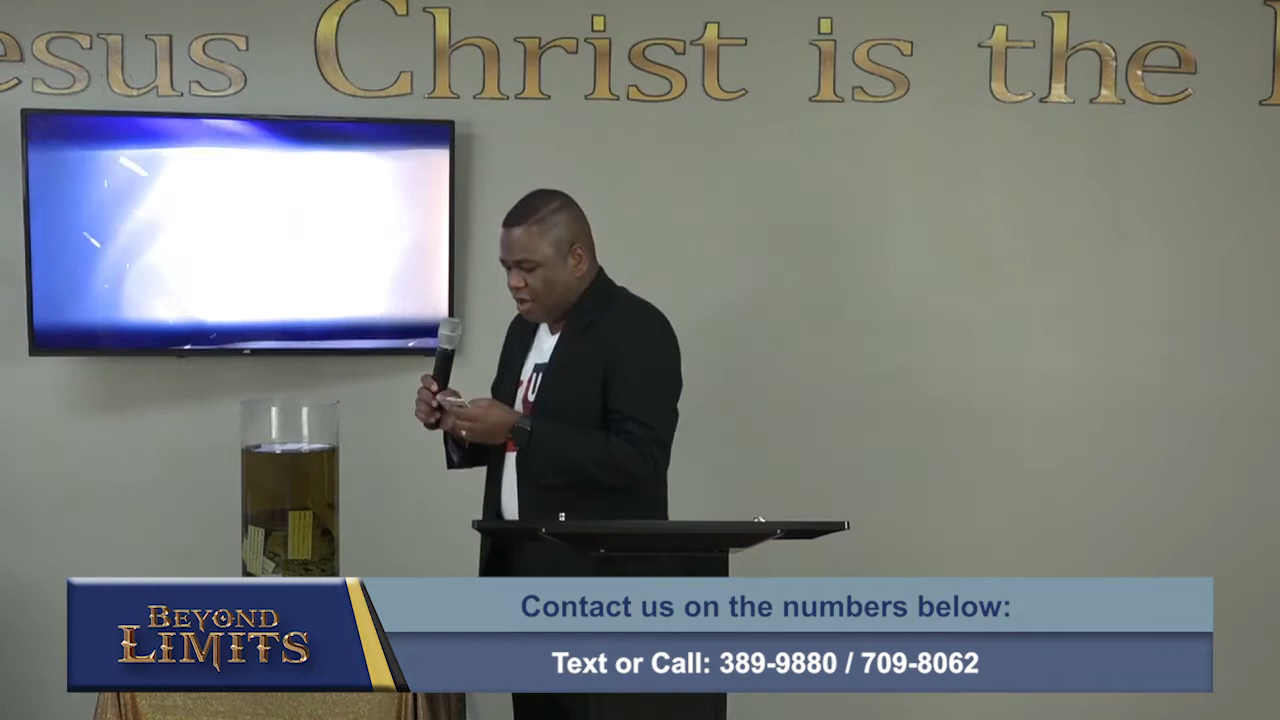 esus Christ is the
U
Contact us on the numbers below:
BEYOND
LIMITS
Text or Call: 389-9880 / 709-8062